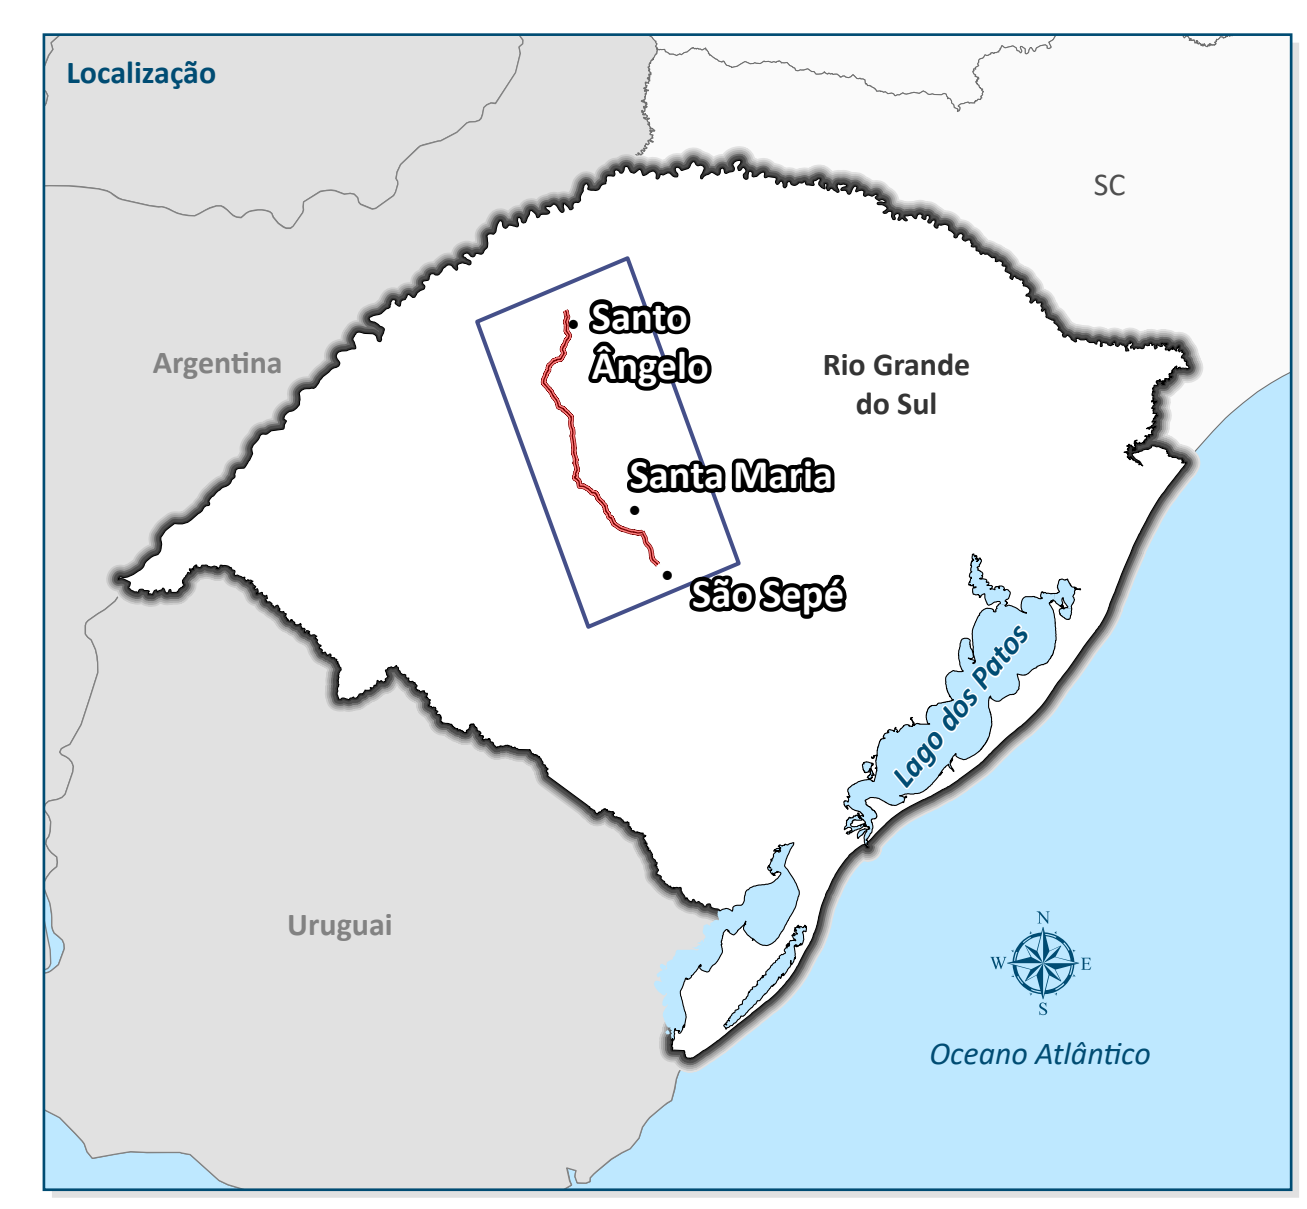 Localização
SC
Santo
Ângelo
Argentina
Rio Grande
do Sul
Santa Maria
São Sepé
Lago dos Patos
Uruguai
N
W
E
S
Oceano Atlântico